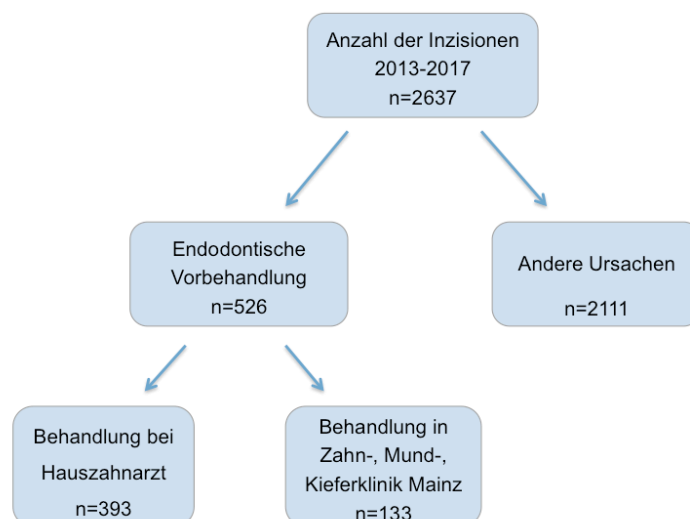 Anzahl der Inzisionen
2013-2017
n=2637
Endodontische
Vorbehandlung
n=526
Andere Ursachen
n=2111
Behandlung bei
Hauszahnarzt
n=393
Behandlung in
Zahn-, Mund-,
Kieferklinik Mainz
n=133